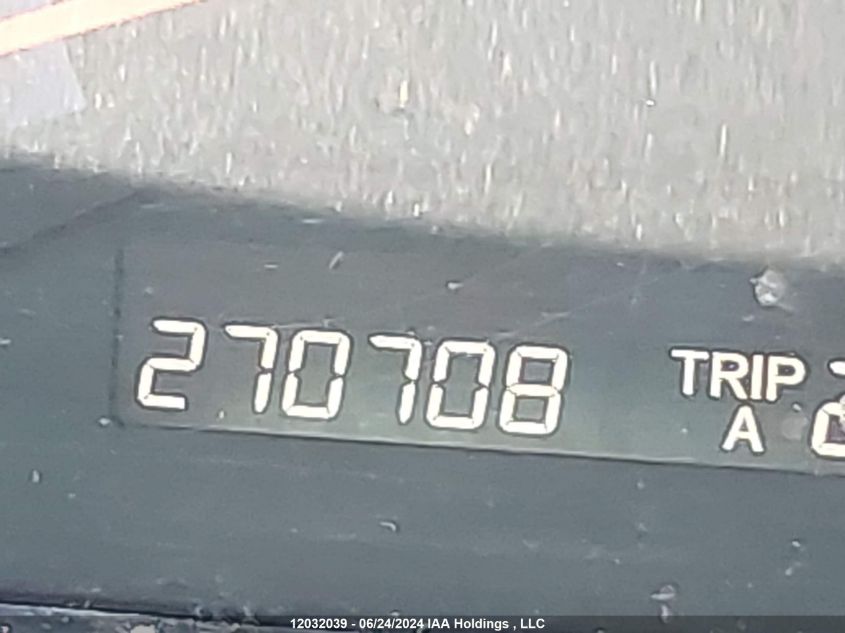 270708 TRIP
A
12032039 - 06/24/2024 IAA Holdings , LLC